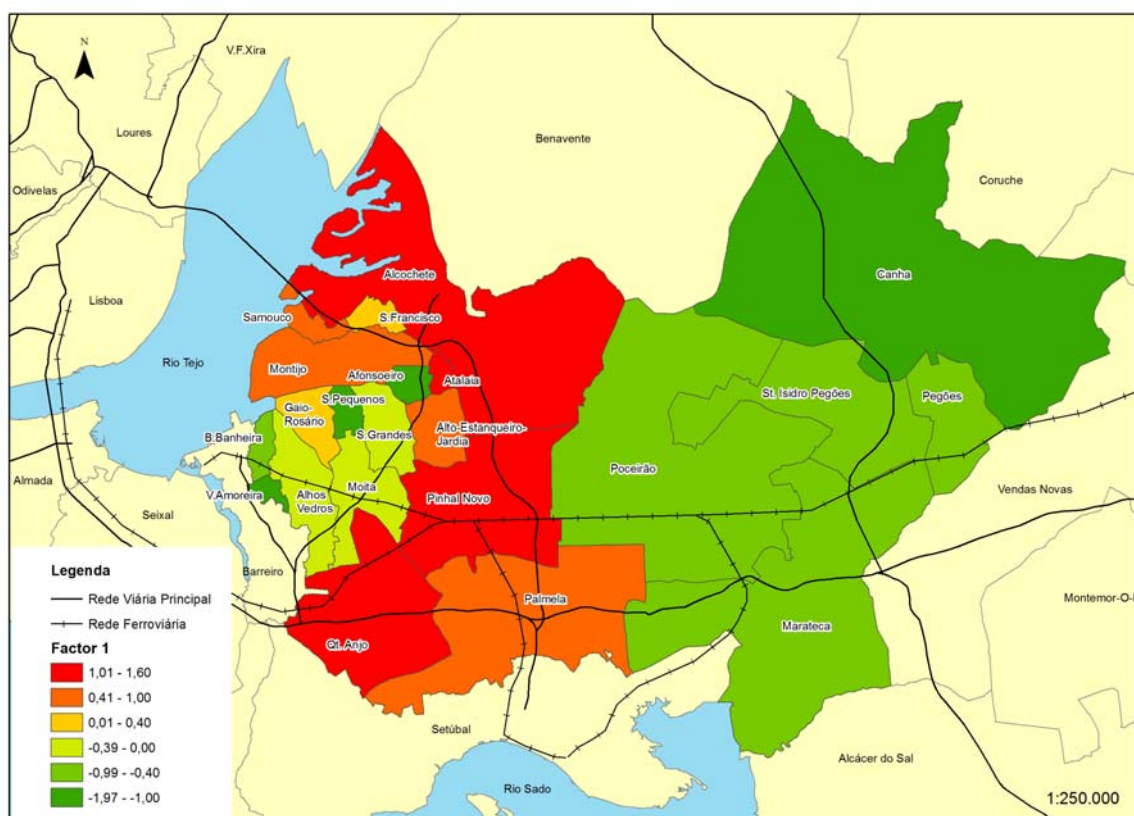 N
V.F.Xira
Loures
Benavente
Odivelas
Coruche
Canha
Alcochete
Lisboa
Samouco
S.Francisco
Rio Tejo
Montijo
Afonsoeiro
Atalaia
St. Isidro Pegões
Pegões
S.Pequenos
Gaio-
Rosário
Alto-Estanqueiro-
Jardia
S.Grandes
B.Banheira
Poceirão
Almada
Moita
V.Amoreira
Alhos
Vedros
Pinhal Novo
Vendas Novas
Seixal
Barreiro
Palmela
Montemor-O-
Marateca
Qt. Anjo
Setúbal
Alcácer do Sal
Rio Sado
Legenda
Rede Viária Principal
Rede Ferroviária
Factor 1
1,01 - 1,60
0,41 - 1,00
0,01 - 0,40
-0,39 - 0,00
-0,99 - -0,40
-1,97 - -1,00
1:250.000